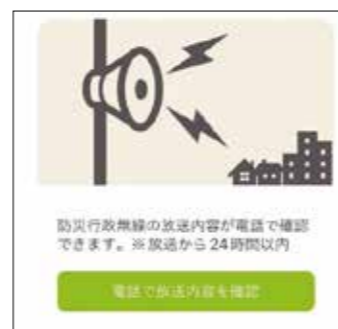 防災行政無線の放送内容が電話で確認
できます。※放送から24時間以内
電話で放送内容を確認